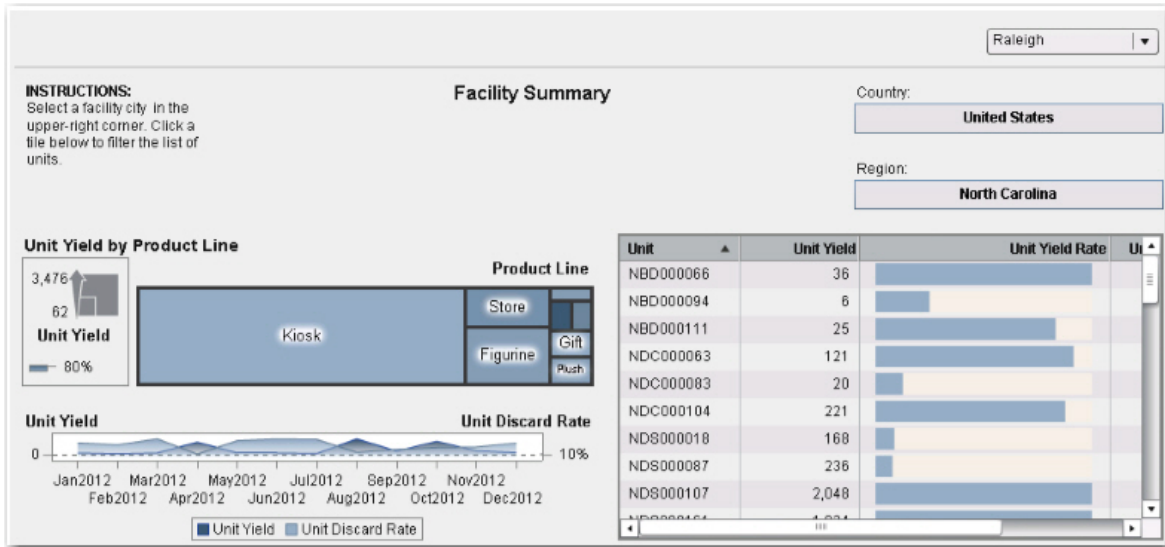 Raleigh
INSTRUCTIONS:
Select a facility city in the
upper-right corner. Click a
tile below to filter the list of
units.
Facility Summary
Country:
United States
Region:
North Carolina
Unit Yield by Product Line
3,476
62
Unit Yield
80%
Product Line
Kiosk
Store
Figurine
Gift
Plush
Unit Yield
Unit Discard Rate
0
10%
Jan2012 Mar2012 May2012 Jul2012 Sep2012 Nov2012
Feb2012 Apr2012 Jun2012 Aug2012 Oct2012 Dec2012
Unit Yield Unit Discard Rate
Unit Unit Yield Unit Yield Rate
NBD000066 36
NBD000094 6
NBD000111 25
NDC000063 121
NDC000083 20
NDC000104 221
NDS000018 168
NDS000087 236
NDS000107 2,048